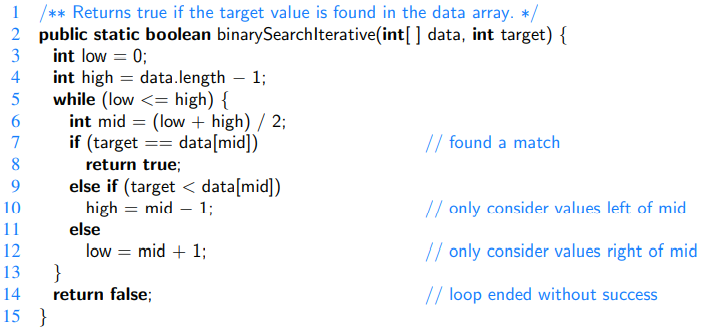 1 /** Returns true if the target value is found in the data array. */
2 public static boolean binarySearchIterative(int[ ] data, int target) {
3 int low = 0;
4 int high = data.length − 1;
5 while (low <= high) {
6 int mid = (low + high) / 2;
7 if (target == data[mid]) // found a match
8 return true;
9 else if (target < data[mid])
10 high = mid − 1; // only consider values left of mid
11 else
12 low = mid + 1; // only consider values right of mid
13 }
14 return false; // loop ended without success
15 }